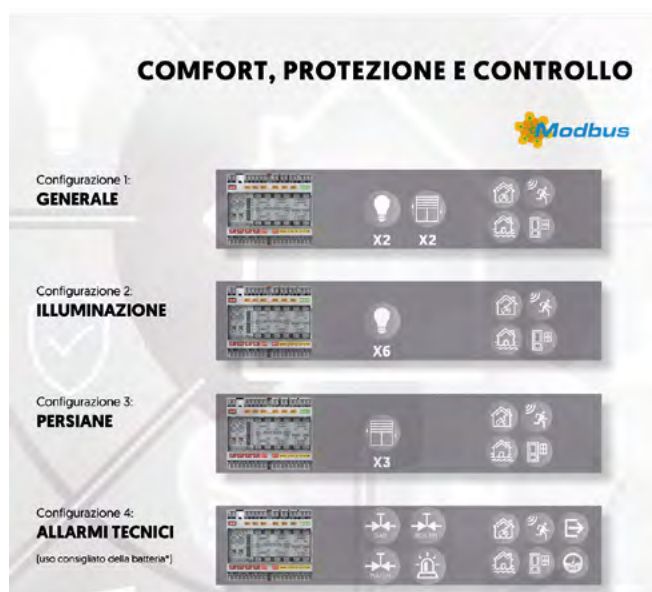 COMFORT, PROTEZIONE E CONTROLLO
Modbus
Configurazione 1:
GENERALE
X2 X2
Configurazione 2:
ILLUMINAZIONE
X6
Configurazione 3:
PERSIANE
X3
Configurazione 4:
ALLARMI TECNICI
(uso consigliato della batteria*)
GAS
WATER